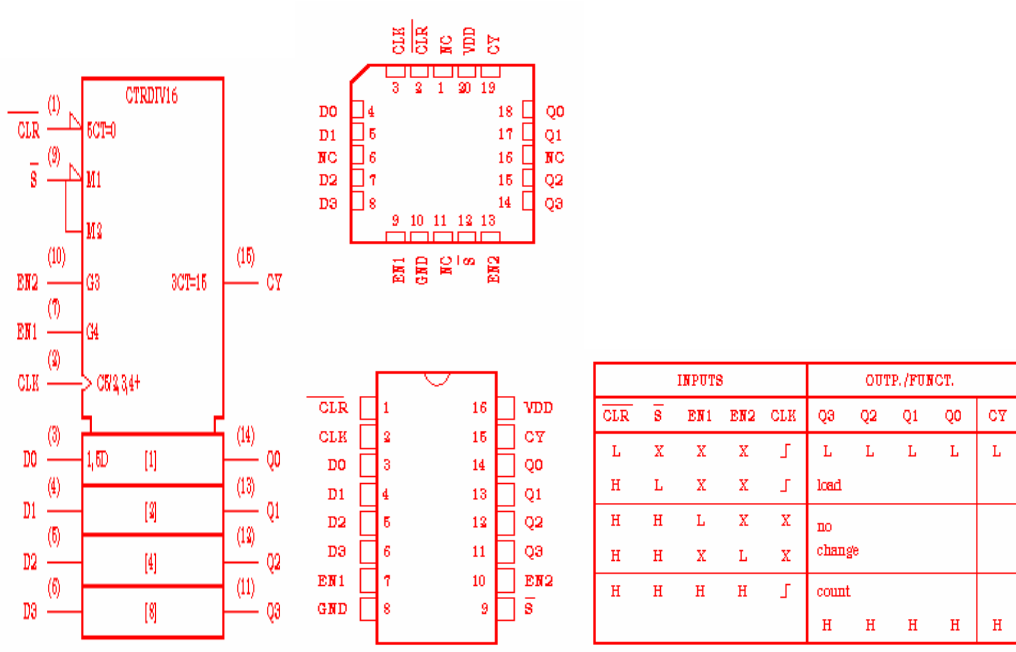 CTRDIV16
(1)
CLR 5CT=0
(9)
S M1
M2
(10)
EN2 G3 3CT=15 (15) CY
(7)
EN1 G4
(2)
CLK C5/2,3,4+
(3) (14)
D0 1,5D [1] Q0
(4) (13)
D1 [2] Q1
(5) (12)
D2 [4] Q2
(6) (11)
D3 [8] Q3
CLK CLR NC VDD CY
3 2 1 20 19
D0 4 18 Q0
D1 5 17 Q1
NC 6 16 NC
D2 7 15 Q2
D3 8 14 Q3
9 10 11 12 13
EN1 GND NC S EN2
CLR 1 16 VDD
CLK 2 15 CY
D0 3 14 Q0
D1 4 13 Q1
D2 5 12 Q2
D3 6 11 Q3
EN1 7 10 EN2
GND 8 9 S
INPUTS OUTP./FUNCT.
CLR S EN1 EN2 CLK Q3 Q2 Q1 Q0 CY
L X X X L L L L L
H L X X load
H H L X X no
H H X L X change
H H H H count
H H H H H